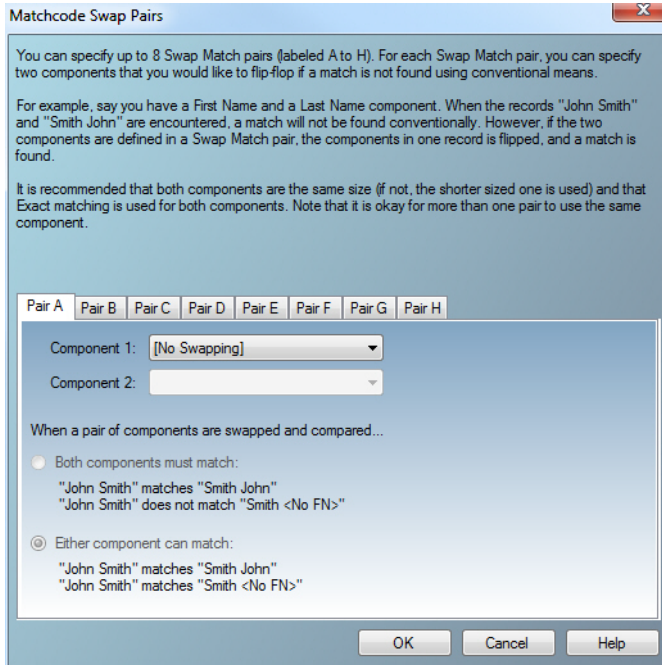 Matchcode Swap Pairs
You can specify up to 8 Swap Match pairs (labeled A to H). For each Swap Match pair, you can specify
two components that you would like to flip-flop if a match is not found using conventional means.
For example, say you have a First Name and a Last Name component. When the records "John Smith"
and "Smith John" are encountered, a match will not be found conventionally. However, if the two
components are defined in a Swap Match pair, the components in one record is flipped, and a match is
found.
It is recommended that both components are the same size (if not, the shorter sized one is used) and that
Exact matching is used for both components. Note that it is okay for more than one pair to use the same
component.
Pair A Pair B Pair C Pair D Pair E Pair F Pair G Pair H
Component 1: [No Swapping]
Component 2:
When a pair of components are swapped and compared...
Both components must match:
"John Smith" matches "Smith John"
"John Smith" does not match "Smith <No FN>"
Either component can match:
"John Smith" matches "Smith John"
"John Smith" matches "Smith <No FN>"
OK Cancel Help